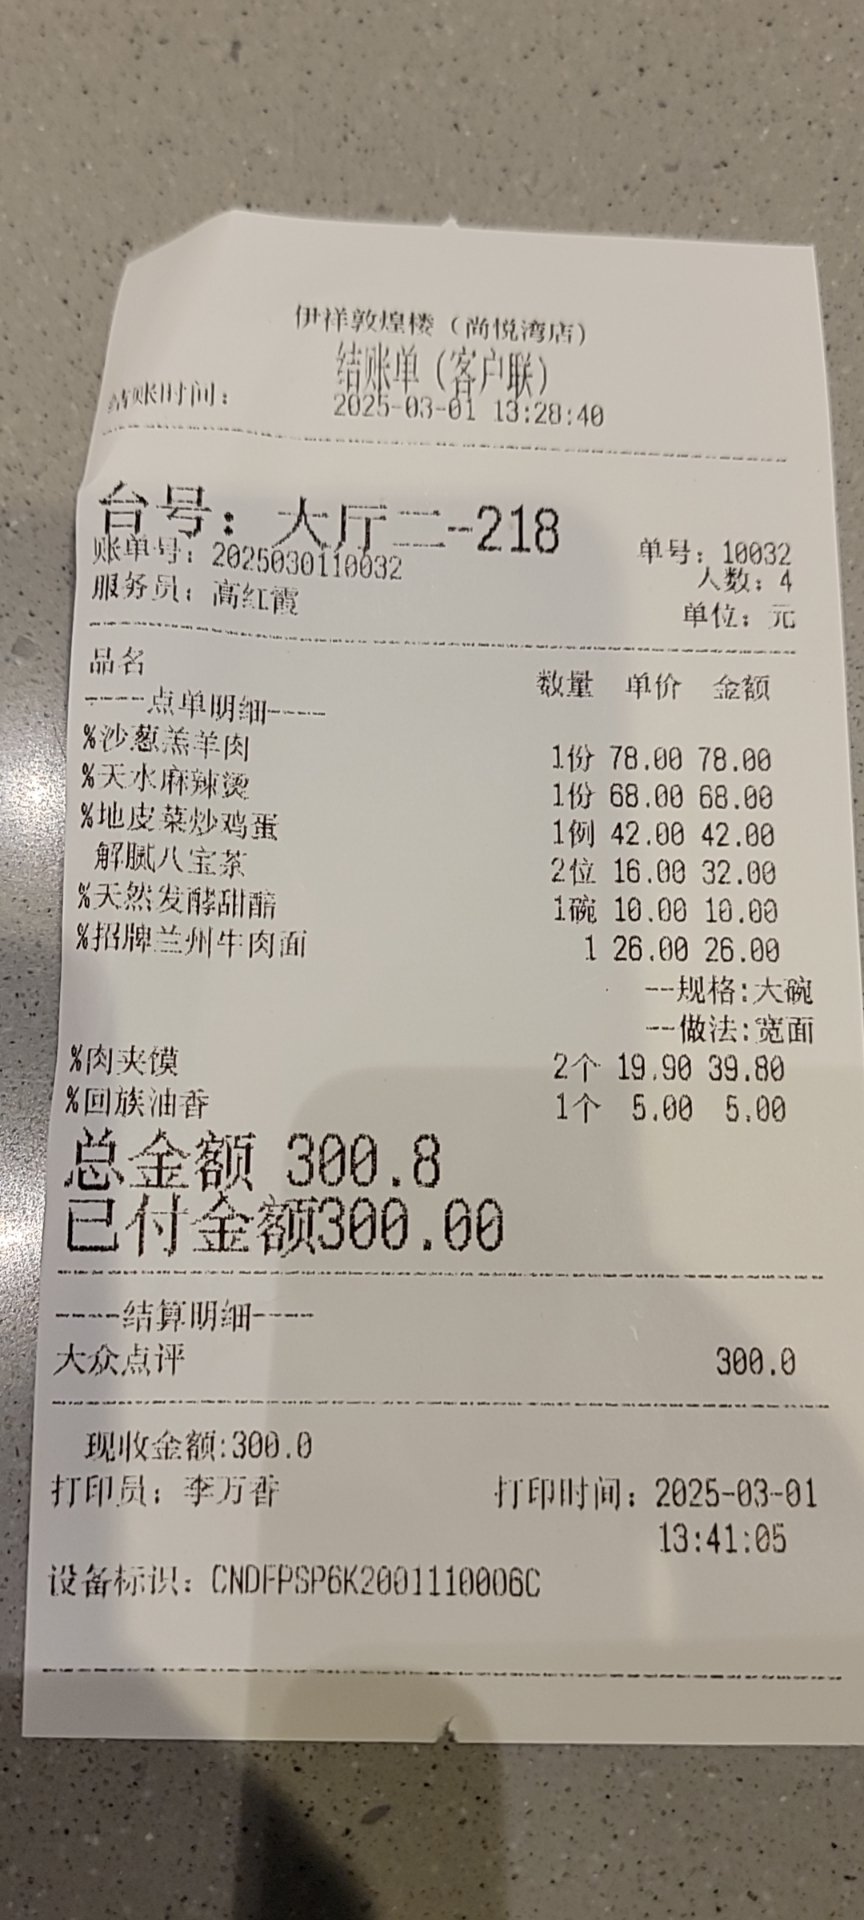 伊祥敦煌楼（尚悦湾店）
结账单（客户联）
结账时间： 2025-03-01 13:28:40
台号：大厅二-218
账单号：2025030110032 单号：10032
服务员：高红霞 人数：4
单位：元
品名 数量 单价 金额
----点单明细----
%沙葱羔羊肉 1份 78.00 78.00
%天水麻辣烫 1份 68.00 68.00
%地皮菜炒鸡蛋 1例 42.00 42.00
解腻八宝茶 2位 16.00 32.00
%天然发酵甜醅 1碗 10.00 10.00
%招牌兰州牛肉面 1 26.00 26.00
--规格:大碗
--做法:宽面
%肉夹馍 2个 19.90 39.80
%回族油香 1个 5.00 5.00
总金额 300.8
已付金额300.00
----结算明细----
大众点评 300.0
现收金额:300.0
打印员：李万香 打印时间：2025-03-01
13:41:05
设备标识：CNDFPSP6K2001110006C